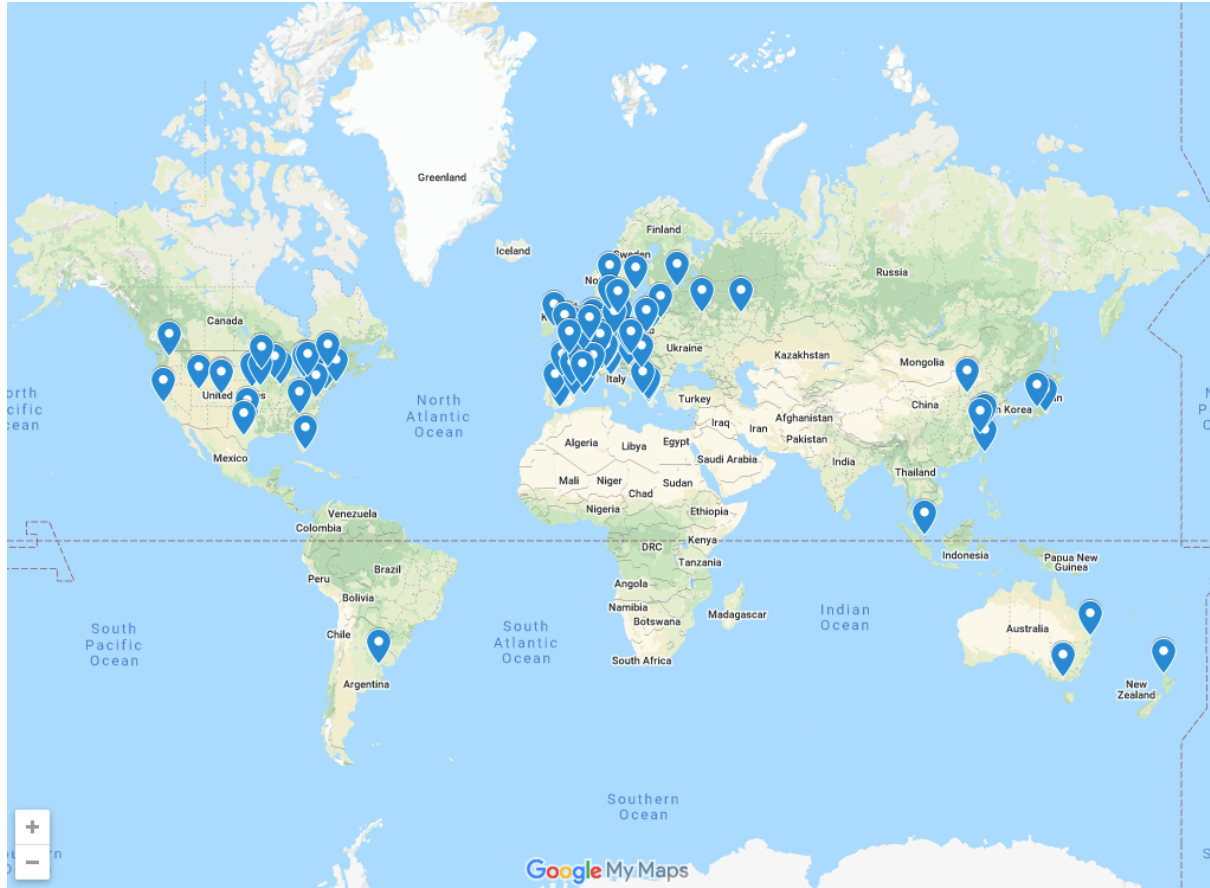 Greenland
Iceland
Finland
Sweden
Russia
Canada
Ukraine
Kazakhstan
Mongolia
North
Atlantic
Ocean
Italy
Turkey
China
Korea
Afghanistan
Iraq
Iran
Pakistan
Mexico
Algeria
Libya
Egypt
Saudi Arabia
India
Thailand
Mali
Niger
Chad
Sudan
Nigeria
Ethiopia
Venezuela
Colombia
DRC
Kenya
Tanzania
Indonesia
Papua New
Guinea
Peru
Brazil
Bolivia
Angola
Namibia
Botswana
Madagascar
Chile
South
Pacific
Ocean
South
Atlantic
Ocean
Indian
Ocean
Australia
South Africa
Argentina
New
Zealand
Southern
Ocean
+
−
Google My Maps